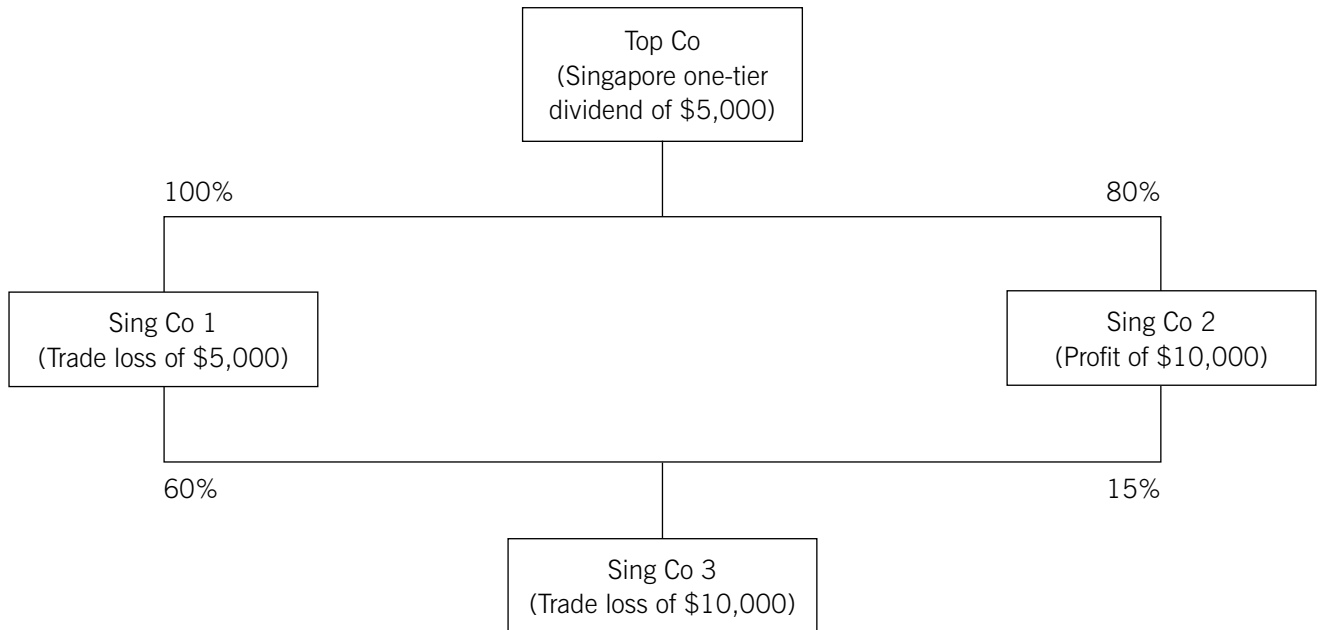 Top Co
(Singapore one-tier
dividend of $5,000)
100%
80%
Sing Co 1
(Trade loss of $5,000)
Sing Co 2
(Profit of $10,000)
60%
15%
Sing Co 3
(Trade loss of $10,000)